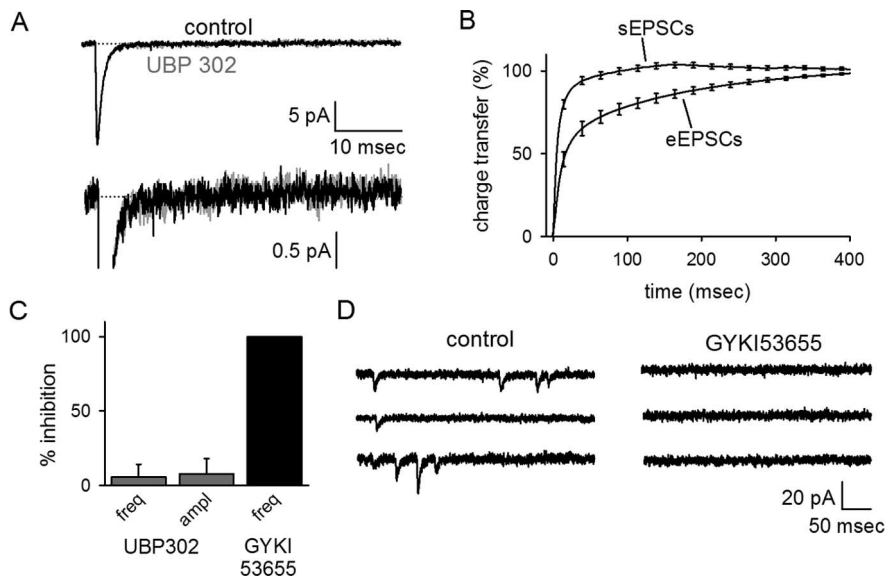 A
control
UBP 302
5 pA
10 msec
0.5 pA
B
sEPSCs
eEPSCs
charge transfer (%)
100
50
0
0 100 200 300 400
time (msec)
C
% inhibition
100
50
0
freq ampl freq
UBP302 GYKI
53655
D
control GYKI53655
20 pA
50 msec